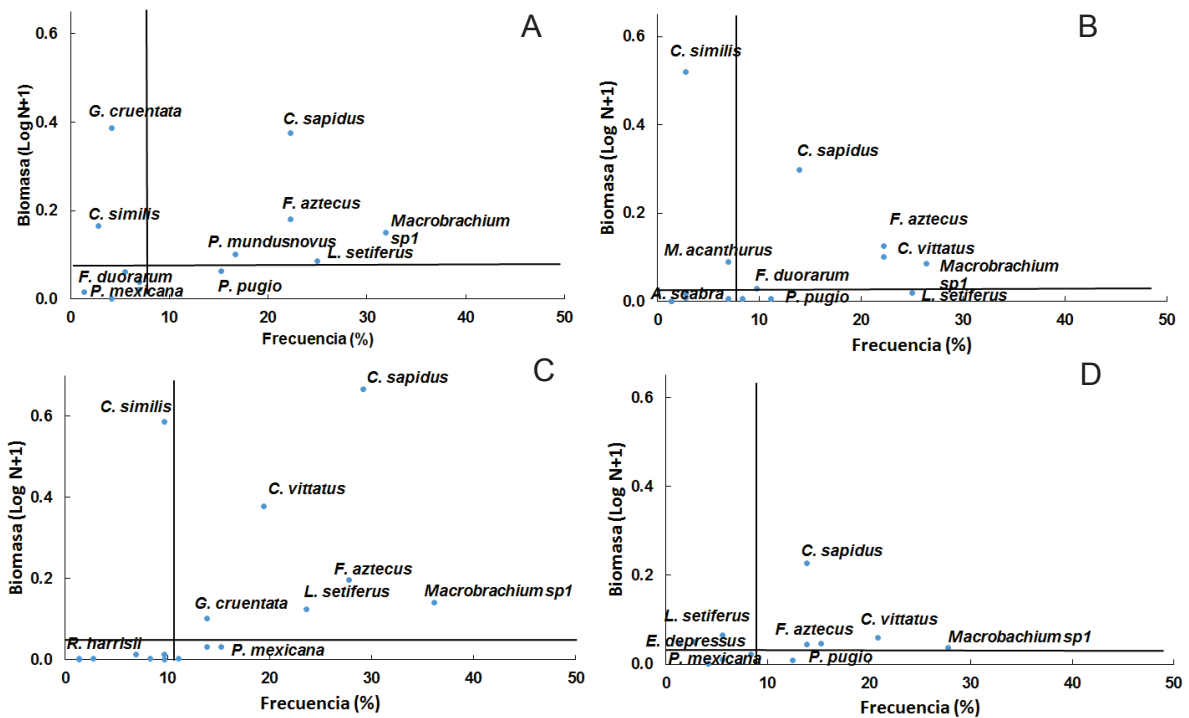 A
Biomasa (Log N+1)
0.6
0.4
0.2
0.0
G. cruentata
C. sapidus
C. similis
F. aztecus
Macrobrachium
sp1
P. mundusnovus
L. setiferus
F. duorarum
P. mexicana
P. pugio
0
10
20
30
40
50
Frecuencia (%)
B
Biomasa (Log N+1)
0.6
0.4
0.2
0.0
C. similis
C. sapidus
F. aztecus
M. acanthurus
C. vittatus
F. duorarum
Macrobrachium
sp1
A. scabra
P. pugio
L. setiferus
0
10
20
30
40
50
Frecuencia (%)
C
Biomasa (Log N+1)
0.6
0.4
0.2
0.0
C. sapidus
C. similis
C. vittatus
F. aztecus
L. setiferus
Macrobrachium sp1
G. cruentata
R. harrisii
P. mexicana
0
10
20
30
40
50
Frecuencia (%)
D
Biomasa (Log N+1)
0.6
0.4
0.2
0.0
C. sapidus
L. setiferus
C. vittatus
F. aztecus
Macrobachium sp1
E. depressus
P. mexicana
P. pugio
0
10
20
30
40
50
Frecuencia (%)